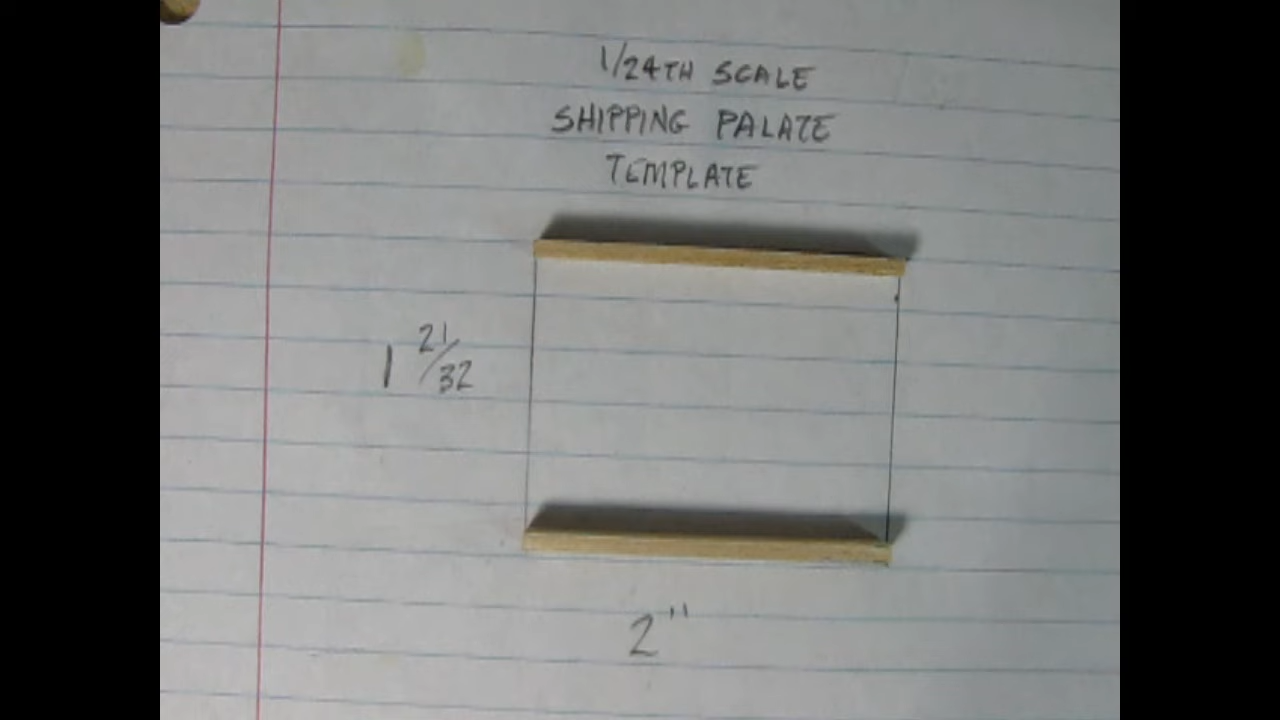 1/24TH SCALE
SHIPPING PALATE
TEMPLATE
1 21/32
2"